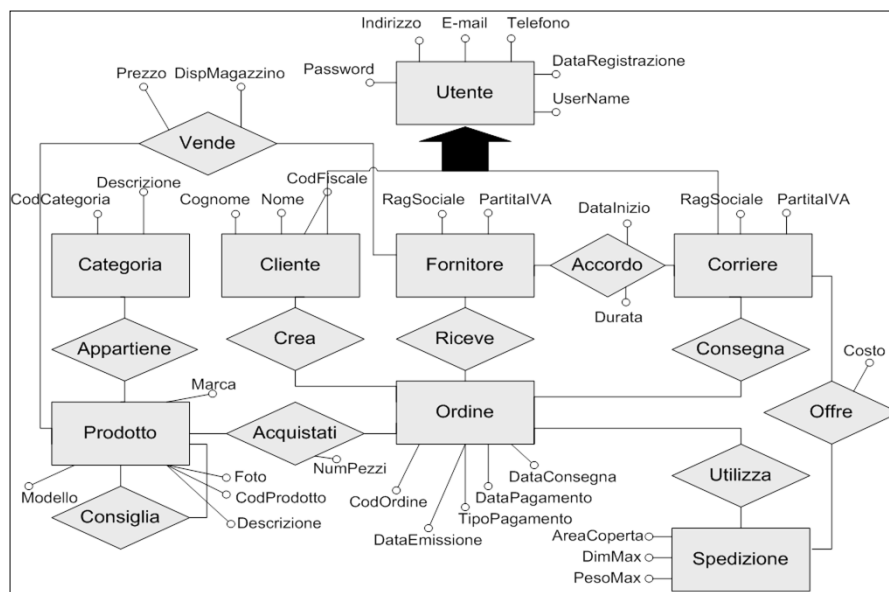 Indirizzo
E-mail
Telefono
Password
DataRegistrazione
Utente
UserName
Prezzo
DispMagazzino
Vende
CodCategoria
Descrizione
Cognome
Nome
CodFiscale
RagSociale
PartitaIVA
DataInizio
RagSociale
PartitaIVA
Categoria
Cliente
Fornitore
Accordo
Corriere
Durata
Appartiene
Crea
Riceve
Consegna
Costo
Marca
Prodotto
Acquistati
Ordine
Offre
NumPezzi
Modello
Foto
CodProdotto
Descrizione
Consiglia
CodOrdine
DataEmissione
TipoPagamento
DataPagamento
DataConsegna
Utilizza
AreaCoperta
DimMax
PesoMax
Spedizione